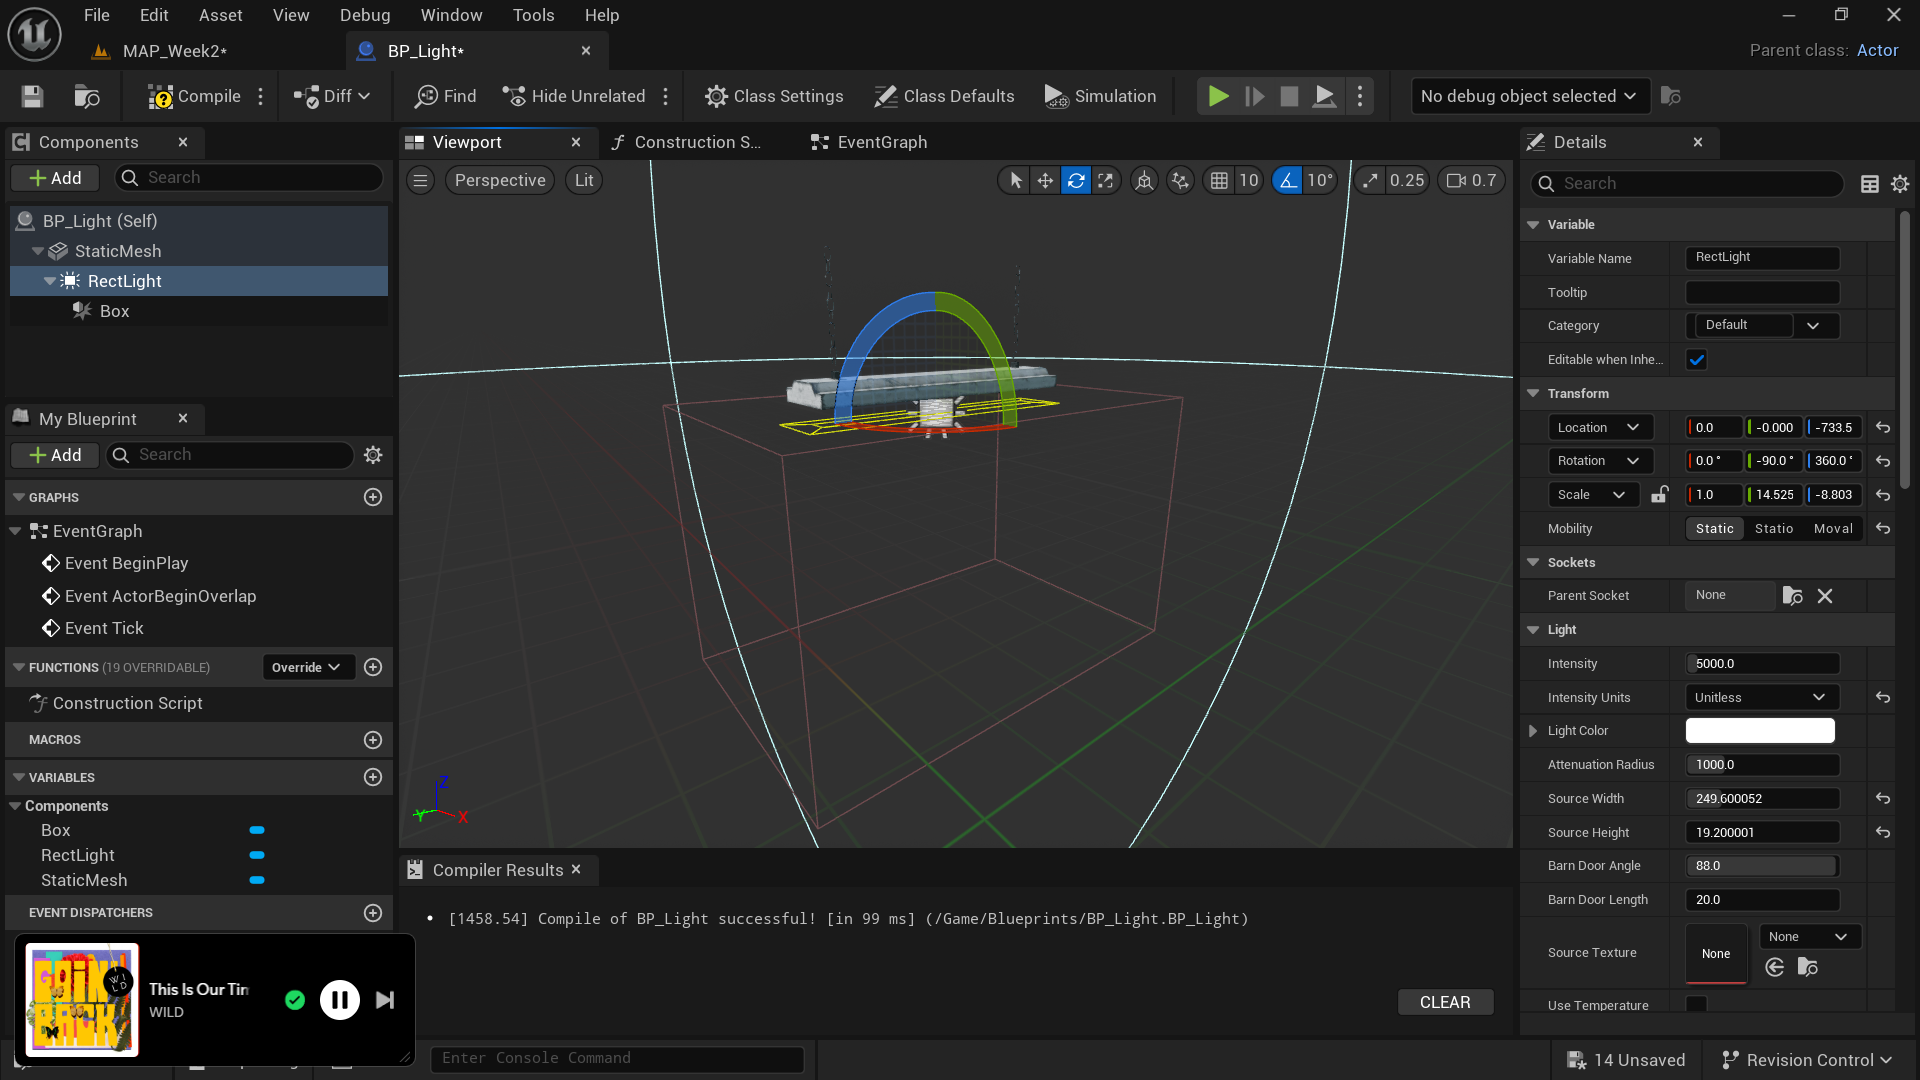 File Edit Asset View Debug Window Tools Help
MAP_Week2*
BP_Light*
Parent class: Actor
Compile
Diff
Find
Hide Unrelated
Class Settings
Class Defaults
Simulation
No debug object selected
Components
Add
Search
BP_Light (Self)
StaticMesh
RectLight
Box
My Blueprint
Add
Search
GRAPHS
EventGraph
Event BeginPlay
Event ActorBeginOverlap
Event Tick
FUNCTIONS (19 OVERRIDABLE)
Override
Construction Script
MACROS
VARIABLES
Components
Box
RectLight
StaticMesh
EVENT DISPATCHERS
This Is Our Tim
WILD
Viewport
Construction S...
EventGraph
Perspective
Lit
10
10°
0.25
0.7
Z
Y
X
Compiler Results
[1458.54] Compile of BP_Light successful! [in 99 ms] (/Game/Blueprints/BP_Light.BP_Light)
CLEAR
Enter Console Command
Details
Search
Variable
Variable Name RectLight
Tooltip
Category Default
Editable when Inhe...
Transform
Location 0.0 -0.000 -733.5
Rotation 0.0° -90.0° 360.0°
Scale 1.0 14.525 -8.803
Mobility Static Statio Moval
Sockets
Parent Socket None
Light
Intensity 5000.0
Intensity Units Unitless
Light Color
Attenuation Radius 1000.0
Source Width 249.600052
Source Height 19.200001
Barn Door Angle 88.0
Barn Door Length 20.0
Source Texture None None
Use Temperature
14 Unsaved
Revision Control